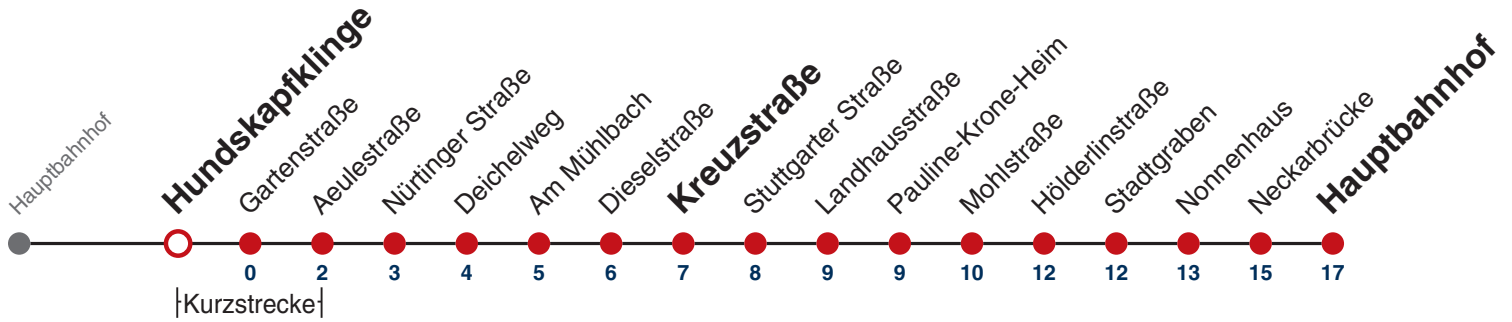 Hauptbahnhof
Hundskapfklinge
Gartenstraße
Aeulestraße
Nürtinger Straße
Deichelweg
Am Mühlbach
Dieselstraße
Kreuzstraße
Stuttgarter Straße
Landhausstraße
Pauline-Krone-Heim
Mohlstraße
Hölderlinstraße
Stadtgraben
Nonnenhaus
Neckarbrücke
Hauptbahnhof
0 2 3 4 5 6 7 8 9 9 10 12 12 13 15 17
Kurzstrecke